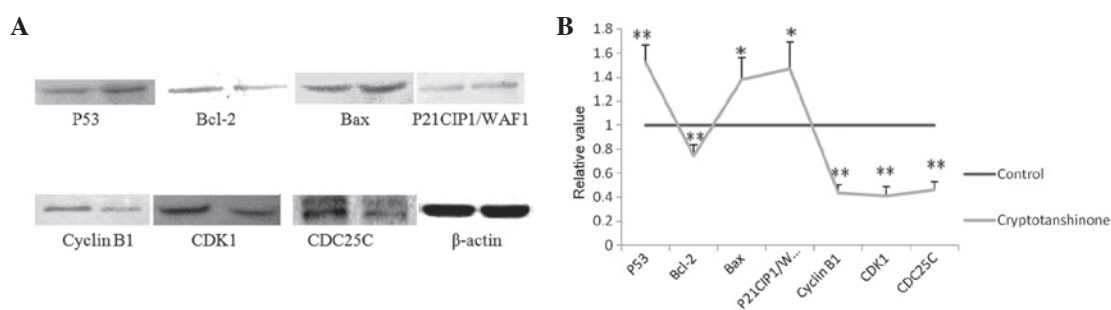 A
P53
Bcl-2
Bax
P21CIP1/WAF1
CyclinB1
CDK1
CDC25C
β-actin
B
Relative value
1.8
1.6
1.4
1.2
1
0.8
0.6
0.4
0.2
0
**
**
*
*
**
**
**
P53
Bcl-2
Bax
P21CIP1/W...
Cyclin B1
CDK1
CDC25C
Control
Cryptotanshinone